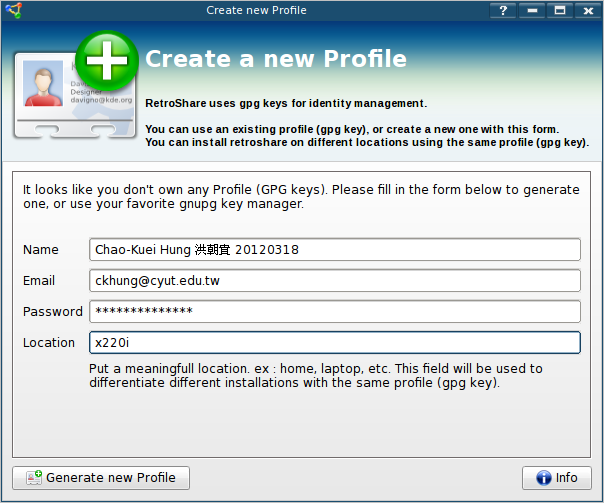 Create new Profile
Create a new Profile
Davigno
Designer
davigno@kde.org
RetroShare uses gpg keys for identity management.
You can use an existing profile (gpg key), or create a new one with this form.
You can install retroshare on different locations using the same profile (gpg key).
It looks like you don't own any Profile (GPG keys). Please fill in the form below to generate
one, or use your favorite gnupg key manager.
Name Chao-Kuei Hung 洪朝貴 20120318
Email ckhung@cyut.edu.tw
Password **************
Location x220i
Put a meaningfull location. ex : home, laptop, etc. This field will be used to
differentiate different installations with the same profile (gpg key).
Generate new Profile
Info